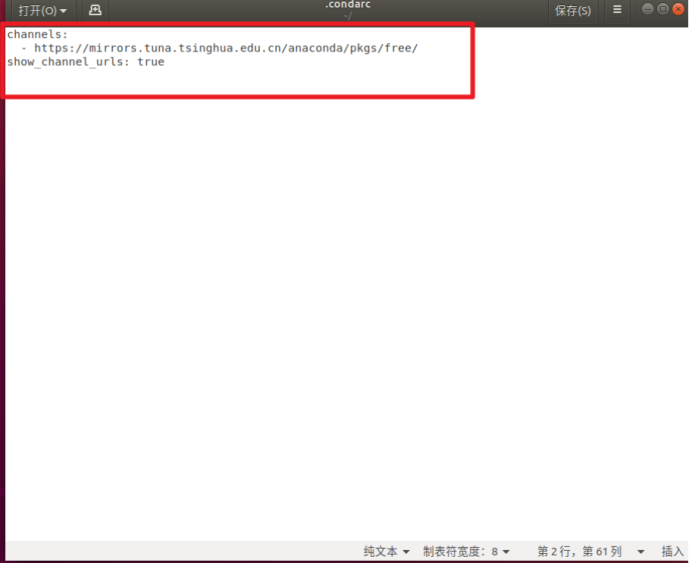 打开(O)
.condarc
~/
保存(S)
channels:
  - https://mirrors.tuna.tsinghua.edu.cn/anaconda/pkgs/free/
show_channel_urls: true
纯文本 制表符宽度：8 第 2 行，第 61 列 插入